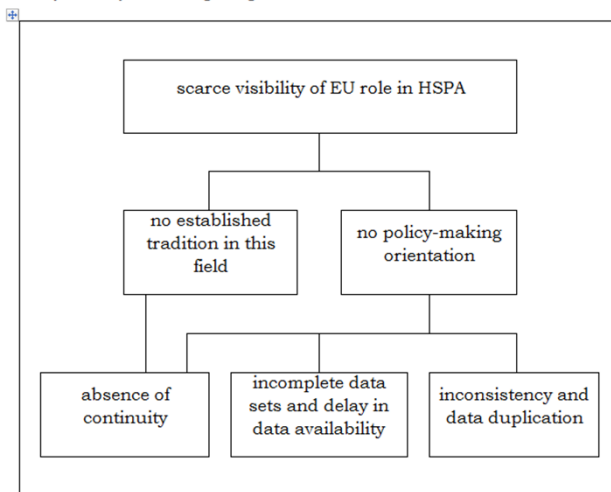 scarce visibility of EU role in HSPA
no established
tradition in this
field
no policy-making
orientation
absence of
continuity
incomplete data
sets and delay in
data availability
inconsistency and
data duplication